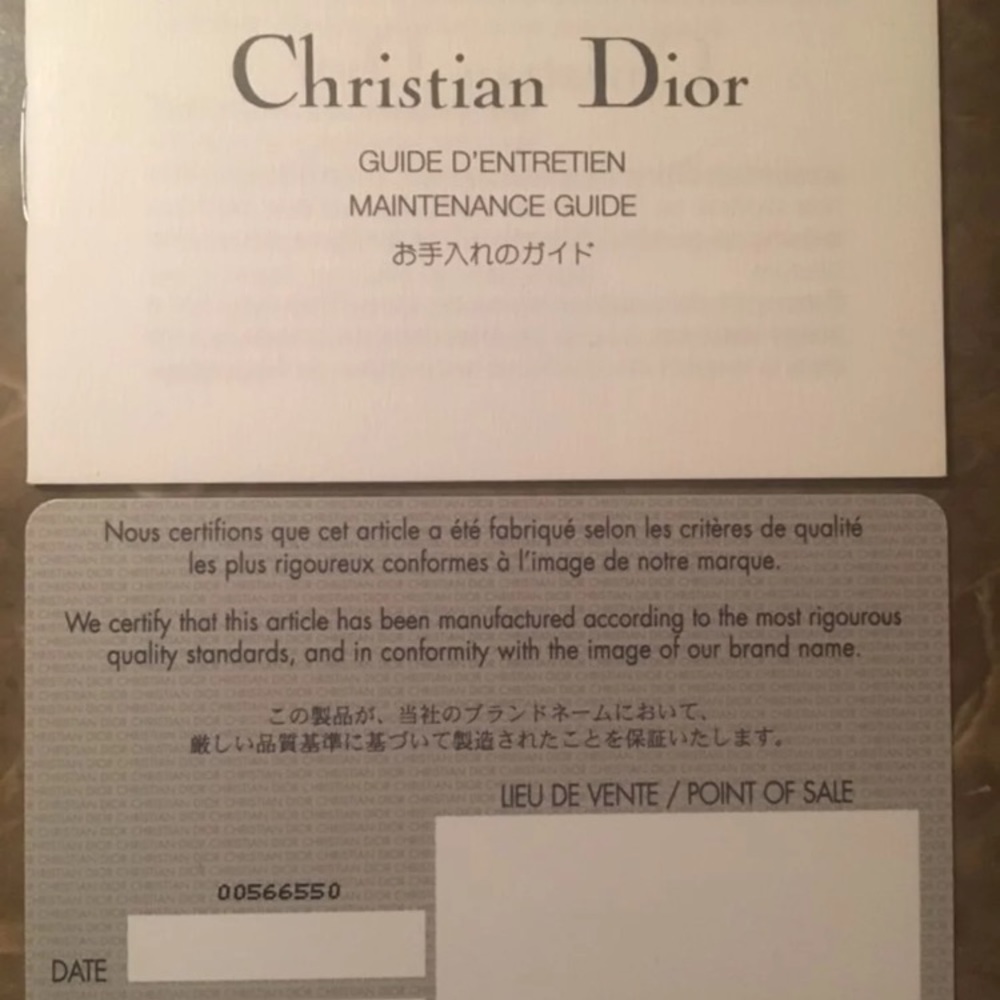 Christian Dior
GUIDE D'ENTRETIEN
MAINTENANCE GUIDE
お手入れのガイド
Nous certifions que cet article a été fabriqué selon les critères de qualité
les plus rigoureux conformes à l'image de notre marque.
We certify that this article has been manufactured according to the most rigourous
quality standards, and in conformity with the image of our brand name.
この製品が、当社のブランドネームにおいて、
厳しい品質基準に基づいて製造されたことを保証いたします。
LIEU DE VENTE / POINT OF SALE
00566550
DATE